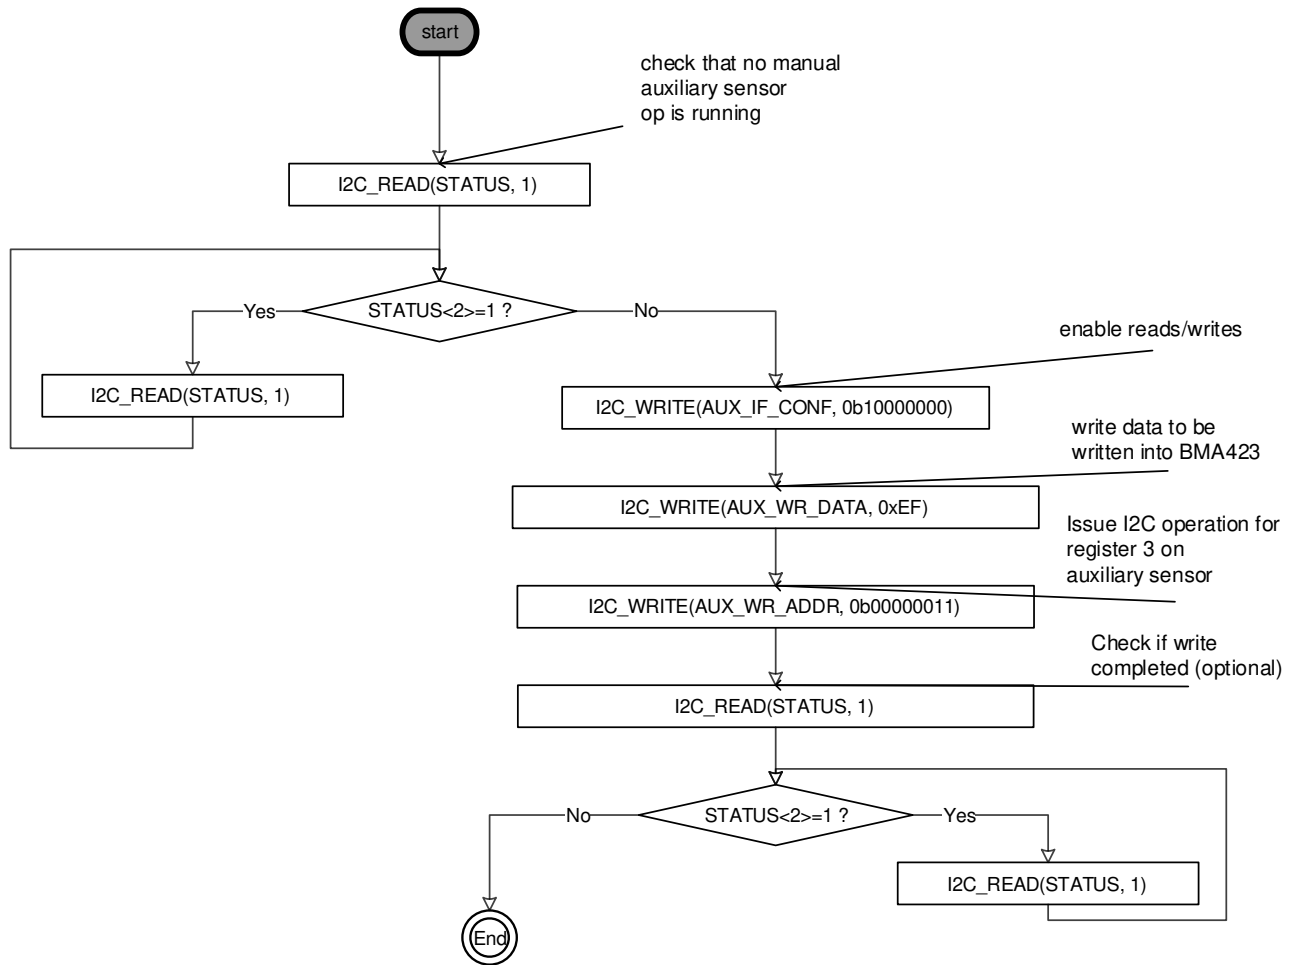 start
check that no manual
auxiliary sensor
op is running
I2C_READ(STATUS, 1)
STATUS<2>=1 ?
Yes
No
I2C_READ(STATUS, 1)
enable reads/writes
I2C_WRITE(AUX_IF_CONF, 0b10000000)
write data to be
written into BMA423
I2C_WRITE(AUX_WR_DATA, 0xEF)
Issue I2C operation for
register 3 on
auxiliary sensor
I2C_WRITE(AUX_WR_ADDR, 0b00000011)
Check if write
completed (optional)
I2C_READ(STATUS, 1)
STATUS<2>=1 ?
No
Yes
I2C_READ(STATUS, 1)
End